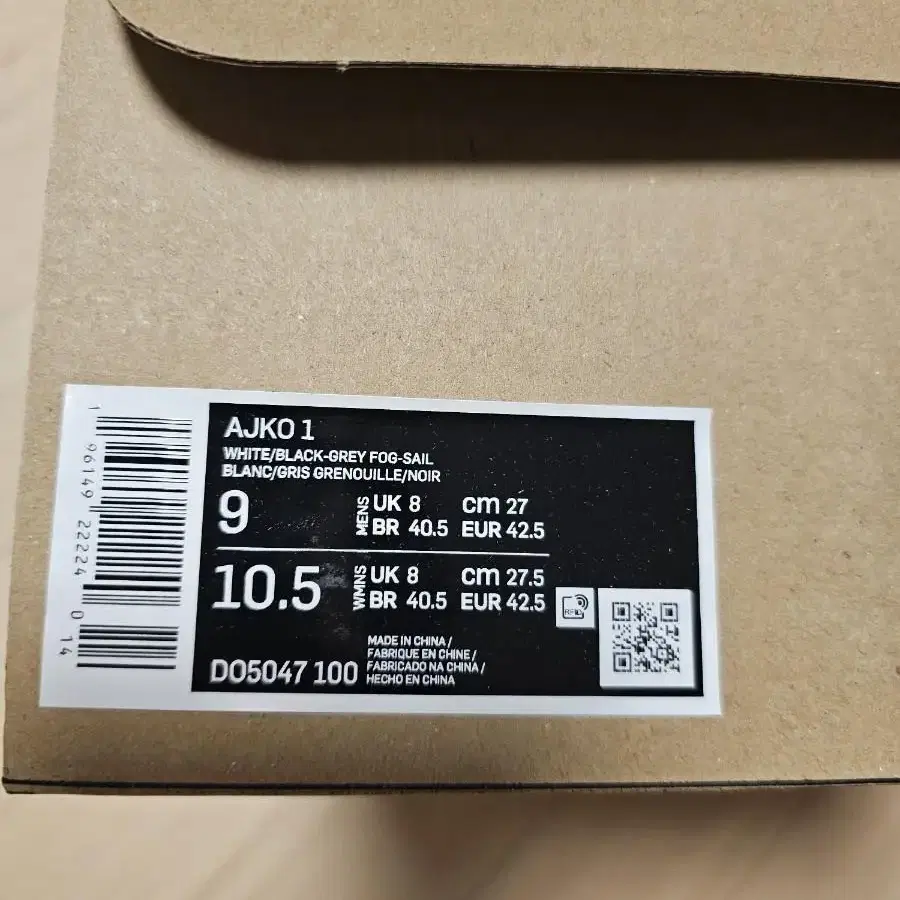 AJKO 1
WHITE/BLACK-GREY FOG-SAIL
BLANC/GRIS GRENOUILLE/NOIR
9 MENS UK 8 cm 27
BR 40.5 EUR 42.5
10.5 WMNS UK 8 cm 27.5
BR 40.5 EUR 42.5
RFID
MADE IN CHINA /
FABRIQUE EN CHINE /
FABRICADO NA CHINA /
HECHO EN CHINA
DO5047 100
1 96149 22224 0 14